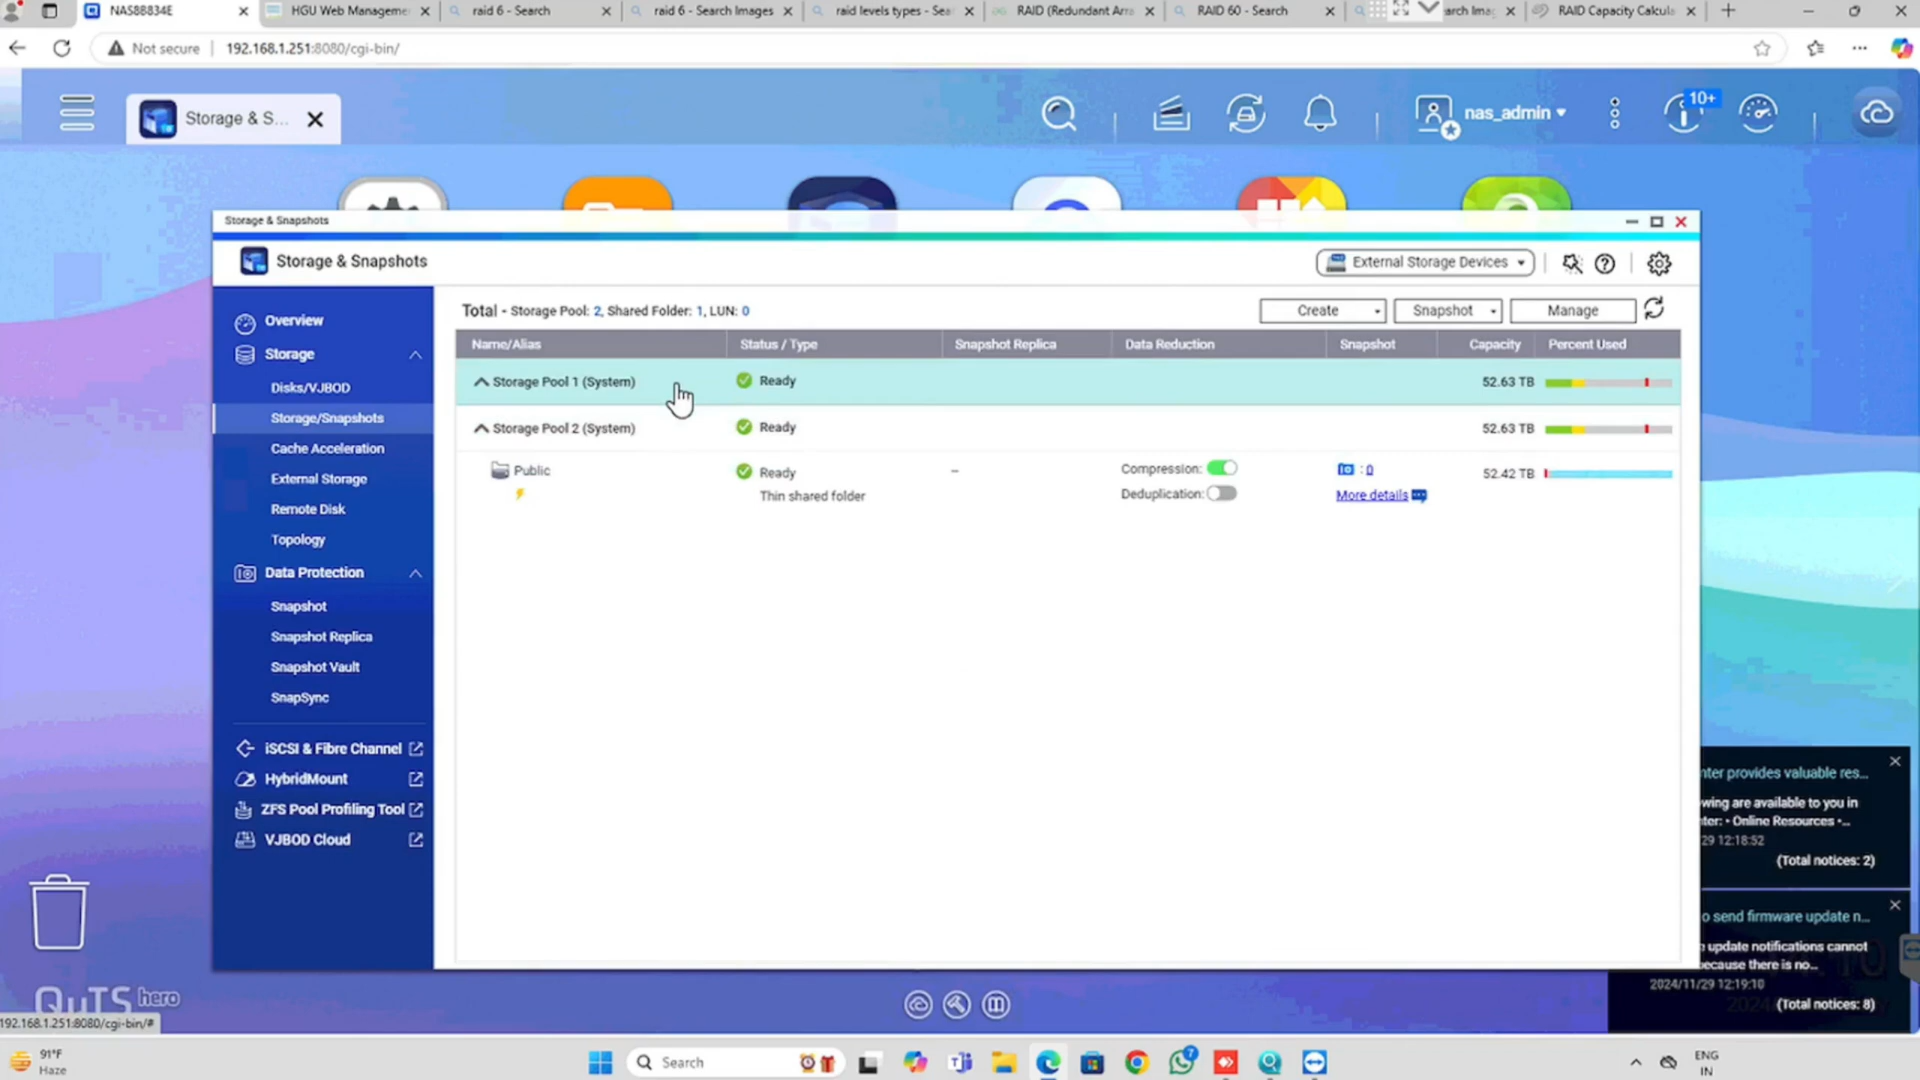 NAS88834E
HGU Web Manageme
raid 6 - Search
raid 6 - Search Images
raid levels types - Sea
RAID (Redundant Arra
RAID 60 - Search
arch Ima
RAID Capacity Calcula
Not secure
192.168.1.251:8080/cgi-bin/
Storage & S...
nas_admin
10+
Storage & Snapshots
Storage & Snapshots
External Storage Devices
Overview
Storage
Disks/VJBOD
Storage/Snapshots
Cache Acceleration
External Storage
Remote Disk
Topology
Data Protection
Snapshot
Snapshot Replica
Snapshot Vault
SnapSync
iSCSI & Fibre Channel
HybridMount
ZFS Pool Profiling Tool
VJBOD Cloud
Total - Storage Pool: 2, Shared Folder: 1, LUN: 0
Create
Snapshot
Manage
Name/Alias
Status / Type
Snapshot Replica
Data Reduction
Snapshot
Capacity
Percent Used
Storage Pool 1 (System)
Ready
52.63 TB
Storage Pool 2 (System)
Ready
52.63 TB
Public
Ready
Thin shared folder
--
Compression:
Deduplication:
: 0
More details
52.42 TB
nter provides valuable res...
wing are available to you in
ter: • Online Resources •...
29 12:18:52
(Total notices: 2)
o send firmware update n...
update notifications cannot
ecause there is no...
2024/11/29 12:19:10
(Total notices: 8)
QuTS hero
192.168.1.251:8080/cgi-bin/#
91°F
Haze
Search
7
ENG
IN